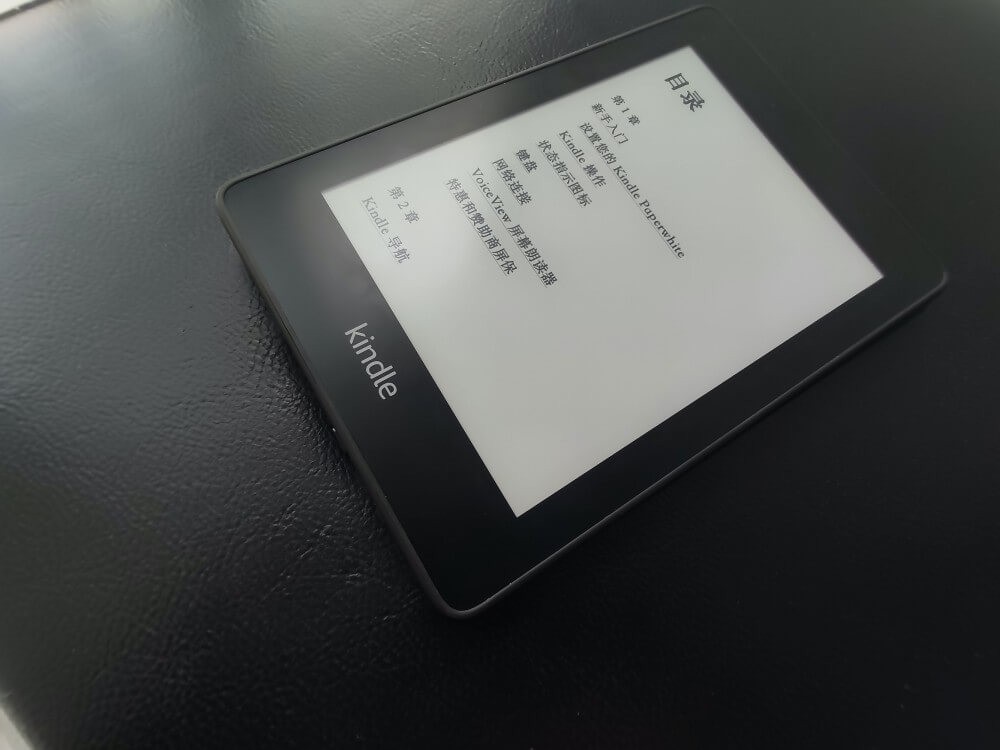 目录
第 1 章
新手入门
设置您的 Kindle Paperwhite
Kindle 操作
状态指示图标
键盘
网络连接
VoiceView 屏幕朗读器
特惠和赞助商屏保
第 2 章
Kindle 导航
kindle